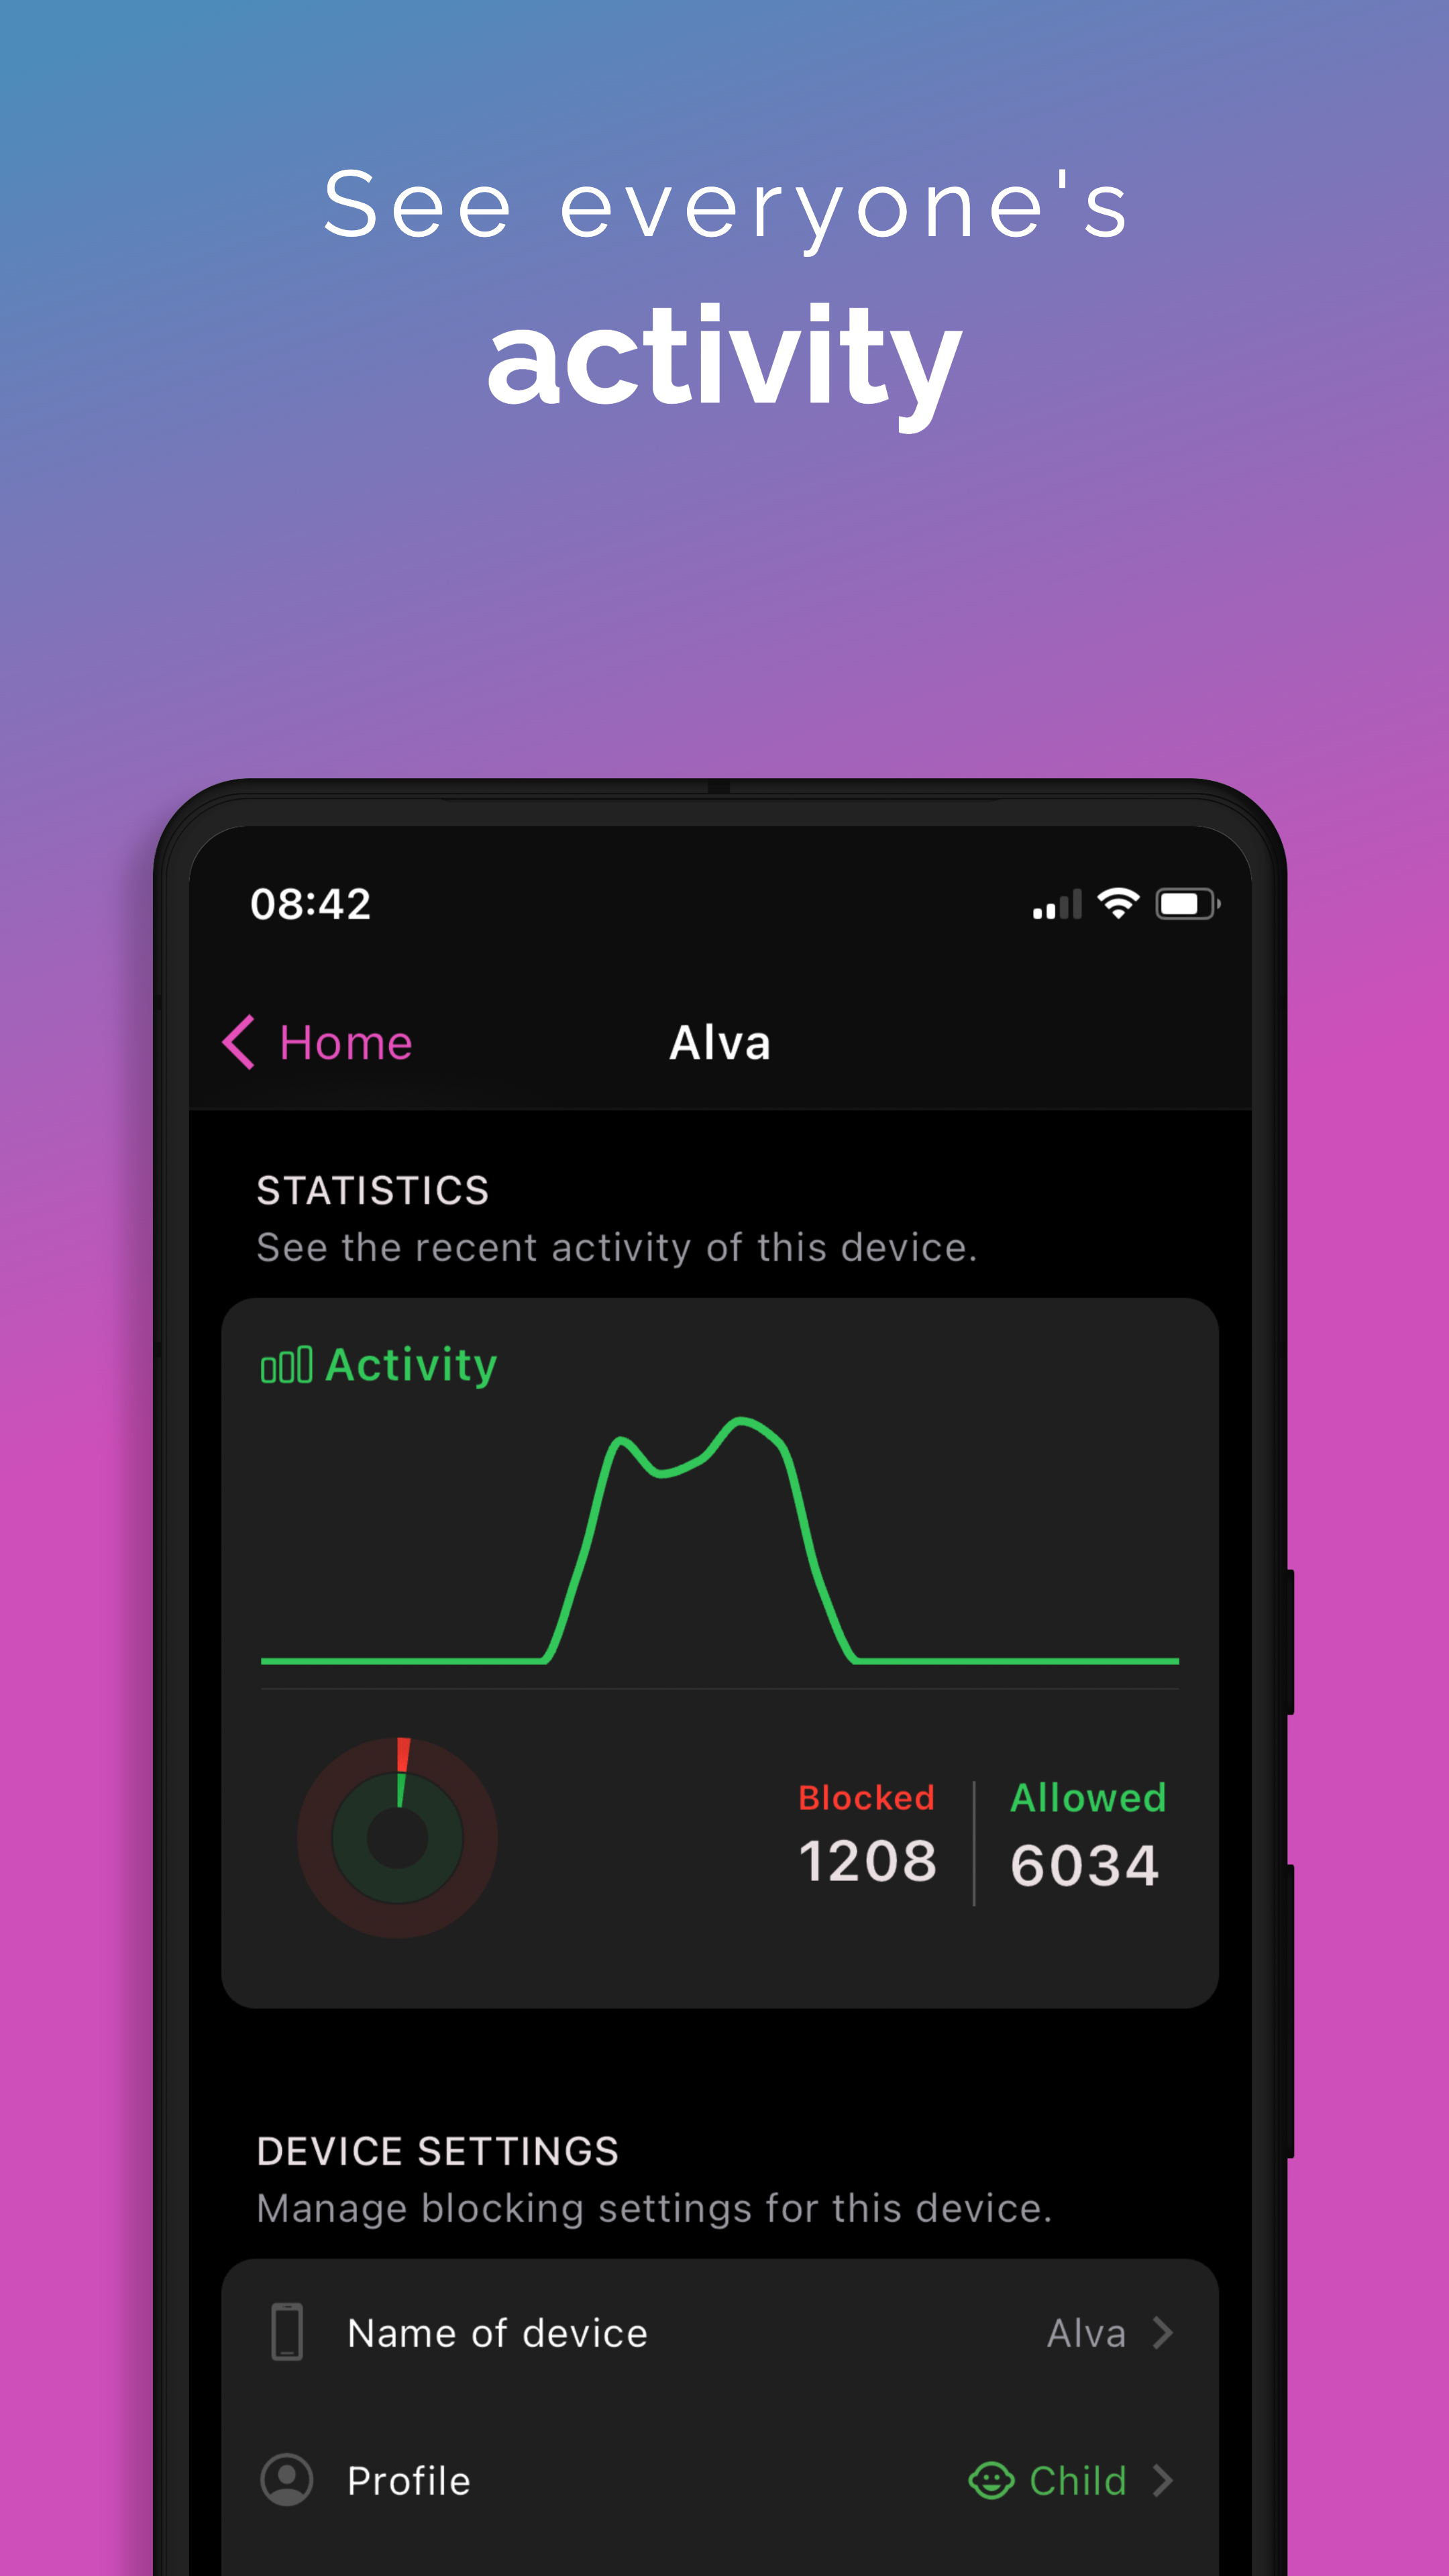 See everyone's
activity
08:42
Home
Alva
STATISTICS
See the recent activity of this device.
Activity
Blocked
Allowed
1208
6034
DEVICE SETTINGS
Manage blocking settings for this device.
Name of device
Alva
Profile
Child